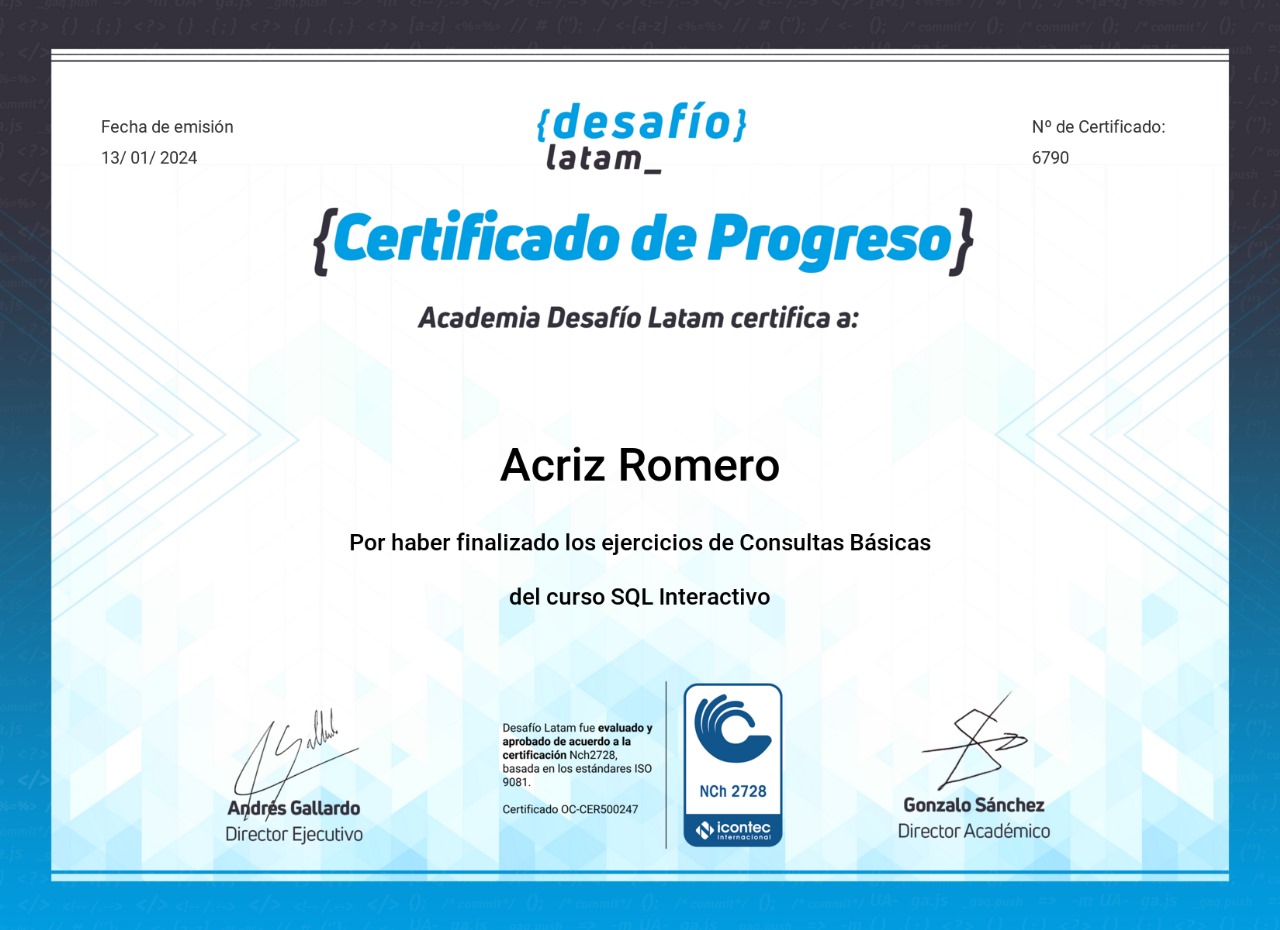 Fecha de emisión
13/ 01/ 2024
{desafío}
latam_
Nº de Certificado:
6790
{Certificado de Progreso}
Academia Desafío Latam certifica a:
Acriz Romero
Por haber finalizado los ejercicios de Consultas Básicas
del curso SQL Interactivo
Andrés Gallardo
Director Ejecutivo
Desafío Latam fue evaluado y
aprobado de acuerdo a la
certificación Nch2728,
basada en los estándares ISO
9081.
Certificado OC-CER500247
NCh 2728
icontec
internacional
Gonzalo Sánchez
Director Académico